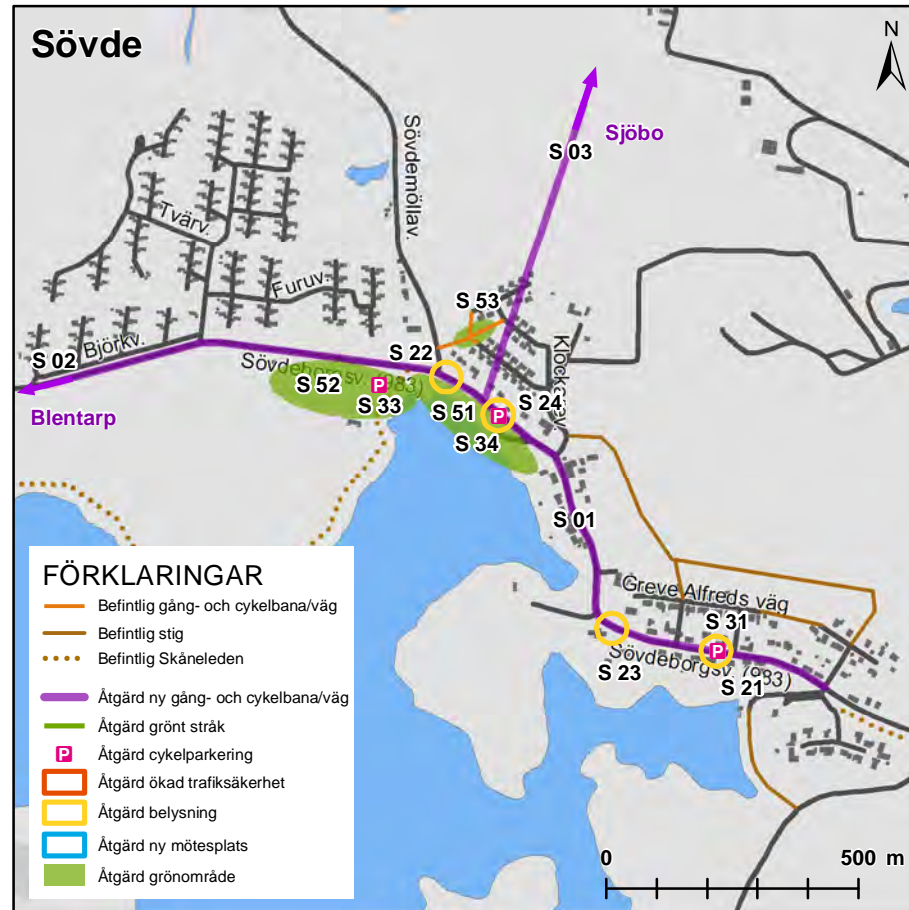 Sövde
N
Sjöbo
S 03
Sövdemöllav.
Tvärv.
Furuv.
S 53
Björkv.
S 02
S 22
Klockarev.
Sövdeborgsv. (983)
S 52
S 33
S 51
S 24
Blentarp
S 34
S 01
Greve Alfreds väg
S 31
Sövdeborgsv. (983)
S 23
S 21
FÖRKLARINGAR
Befintlig gång- och cykelbana/väg
Befintlig stig
Befintlig Skåneleden
Åtgärd ny gång- och cykelbana/väg
Åtgärd grönt stråk
P Åtgärd cykelparkering
Åtgärd ökad trafiksäkerhet
Åtgärd belysning
Åtgärd ny mötesplats
Åtgärd grönområde
0 500 m
P
P
P